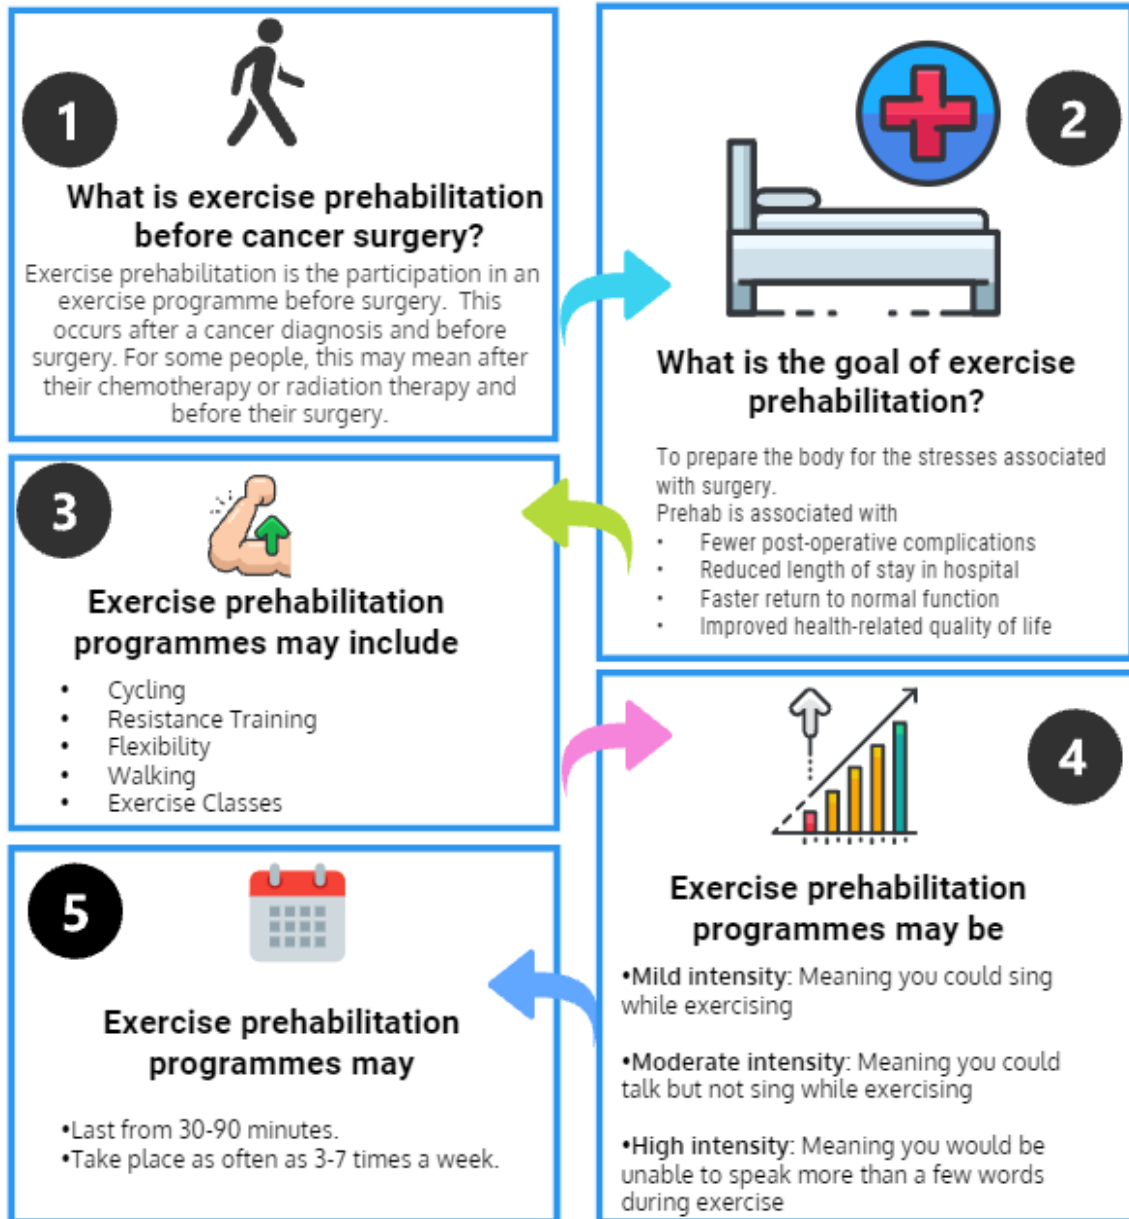 1
What is exercise prehabilitation
before cancer surgery?
Exercise prehabilitation is the participation in an
exercise programme before surgery.  This
occurs after a cancer diagnosis and before
surgery. For some people, this may mean after
their chemotherapy or radiation therapy and
before their surgery.
2
What is the goal of exercise
prehabilitation?
To prepare the body for the stresses associated
with surgery.
Prehab is associated with
• Fewer post-operative complications
• Reduced length of stay in hospital
• Faster return to normal function
• Improved health-related quality of life
3
Exercise prehabilitation
programmes may include
• Cycling
• Resistance Training
• Flexibility
• Walking
• Exercise Classes
4
Exercise prehabilitation
programmes may be
•Mild intensity: Meaning you could sing
while exercising
•Moderate intensity: Meaning you could
talk but not sing while exercising
•High intensity: Meaning you would be
unable to speak more than a few words
during exercise
5
Exercise prehabilitation
programmes may
•Last from 30-90 minutes.
•Take place as often as 3-7 times a week.